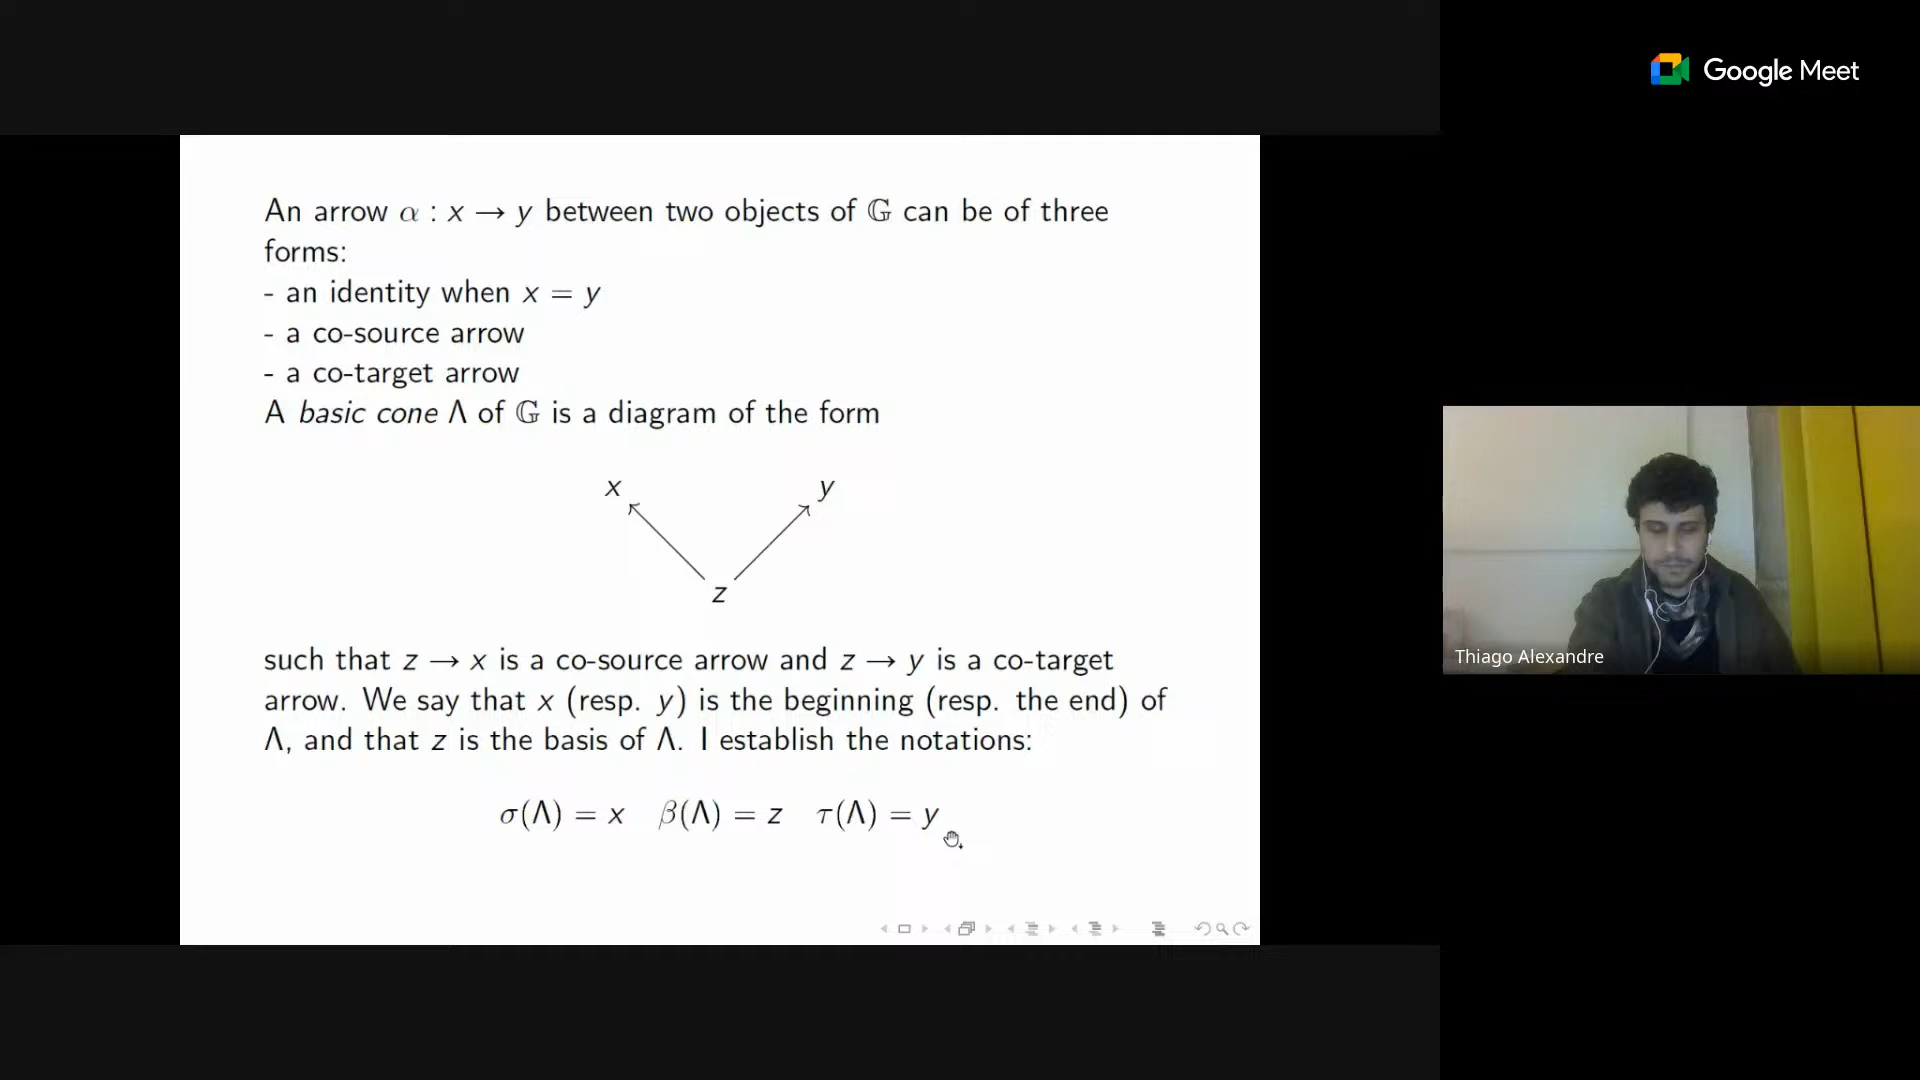 Google Meet
An arrow α : x → y between two objects of 𝔾 can be of three
forms:
- an identity when x = y
- a co-source arrow
- a co-target arrow
A basic cone Λ of 𝔾 is a diagram of the form
x y
z
such that z → x is a co-source arrow and z → y is a co-target
arrow. We say that x (resp. y) is the beginning (resp. the end) of
Λ, and that z is the basis of Λ. I establish the notations:
σ(Λ) = x β(Λ) = z τ(Λ) = y
Thiago Alexandre